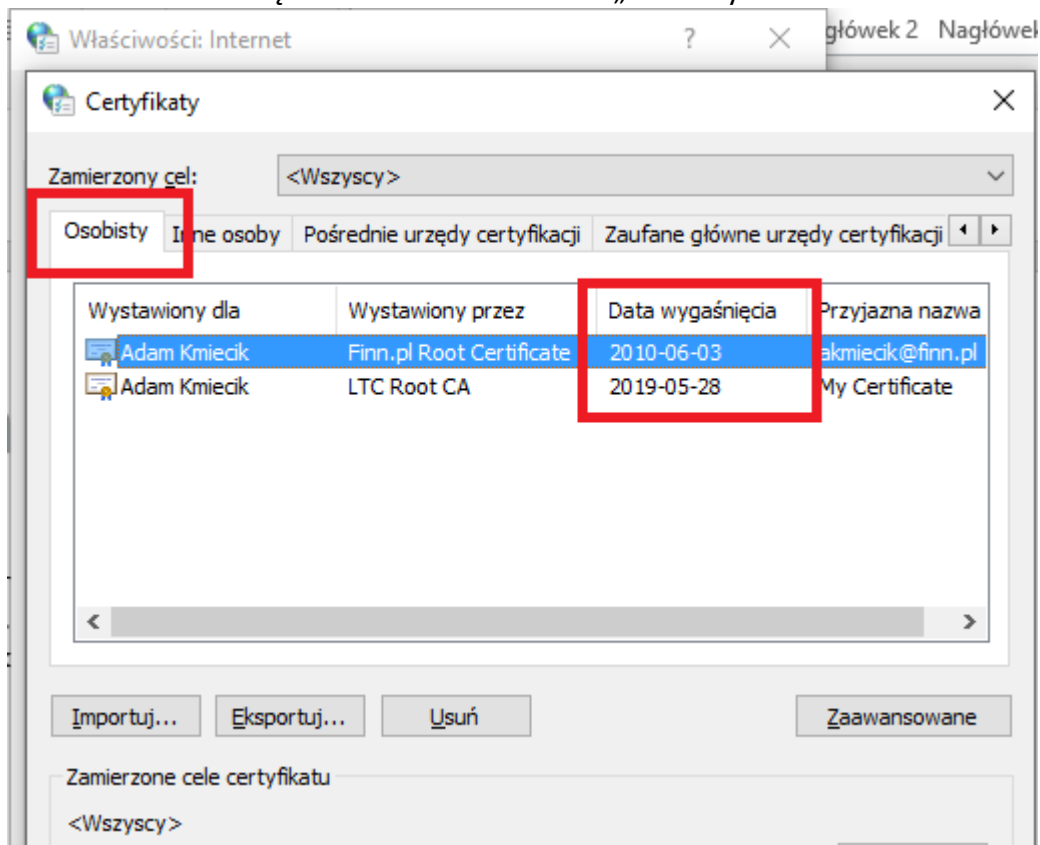 Właściwości: Internet ? główek 2 Nagłówek
Certyfikaty
Zamierzony cel: <Wszyscy>
Osobisty Inne osoby Pośrednie urzędy certyfikacji Zaufane główne urzędy certyfikacji
Wystawiony dla Wystawiony przez Data wygaśnięcia Przyjazna nazwa
Adam Kmiecik Finn.pl Root Certificate 2010-06-03 akmiecik@finn.pl
Adam Kmiecik LTC Root CA 2019-05-28 My Certificate
Importuj... Eksportuj... Usuń Zaawansowane
Zamierzone cele certyfikatu
<Wszyscy>